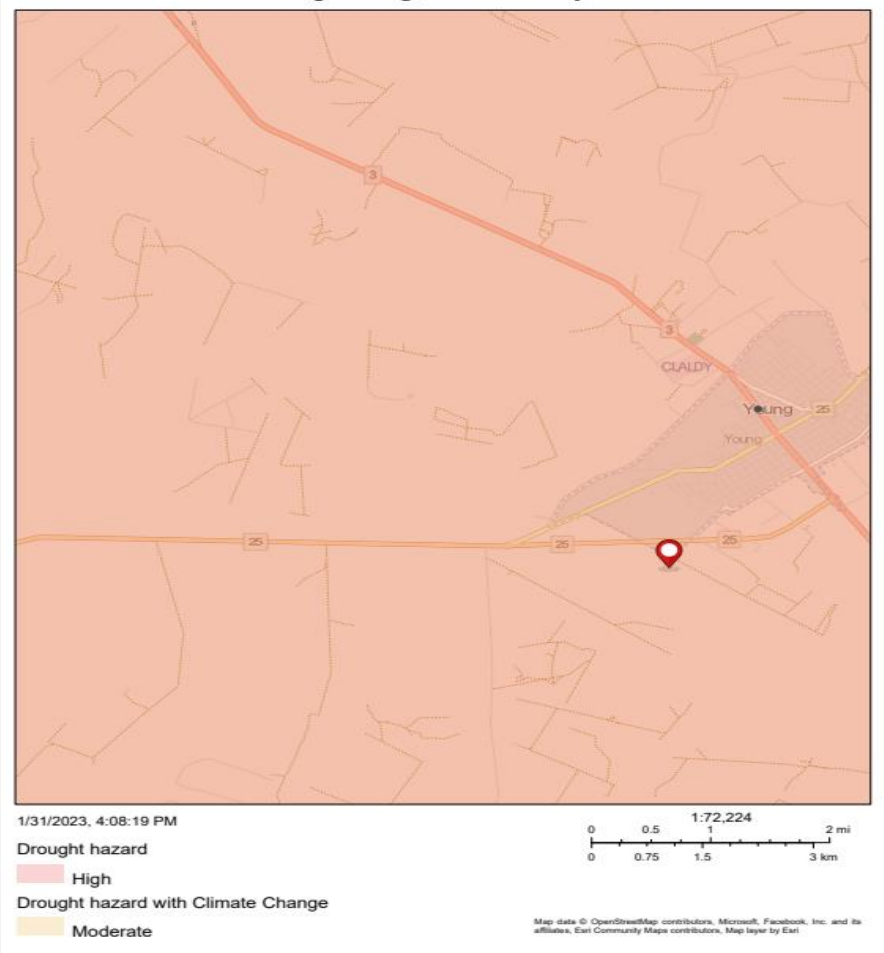 3
3
CLALDY
Young
25
Young
25
25
25
1/31/2023, 4:08:19 PM
1:72,224
0 0.5 1 2 mi
0 0.75 1.5 3 km
Drought hazard
High
Drought hazard with Climate Change
Moderate
Map data © OpenStreetMap contributors, Microsoft, Facebook, Inc. and its
affiliates, Esri Community Maps contributors, Map layer by Esri